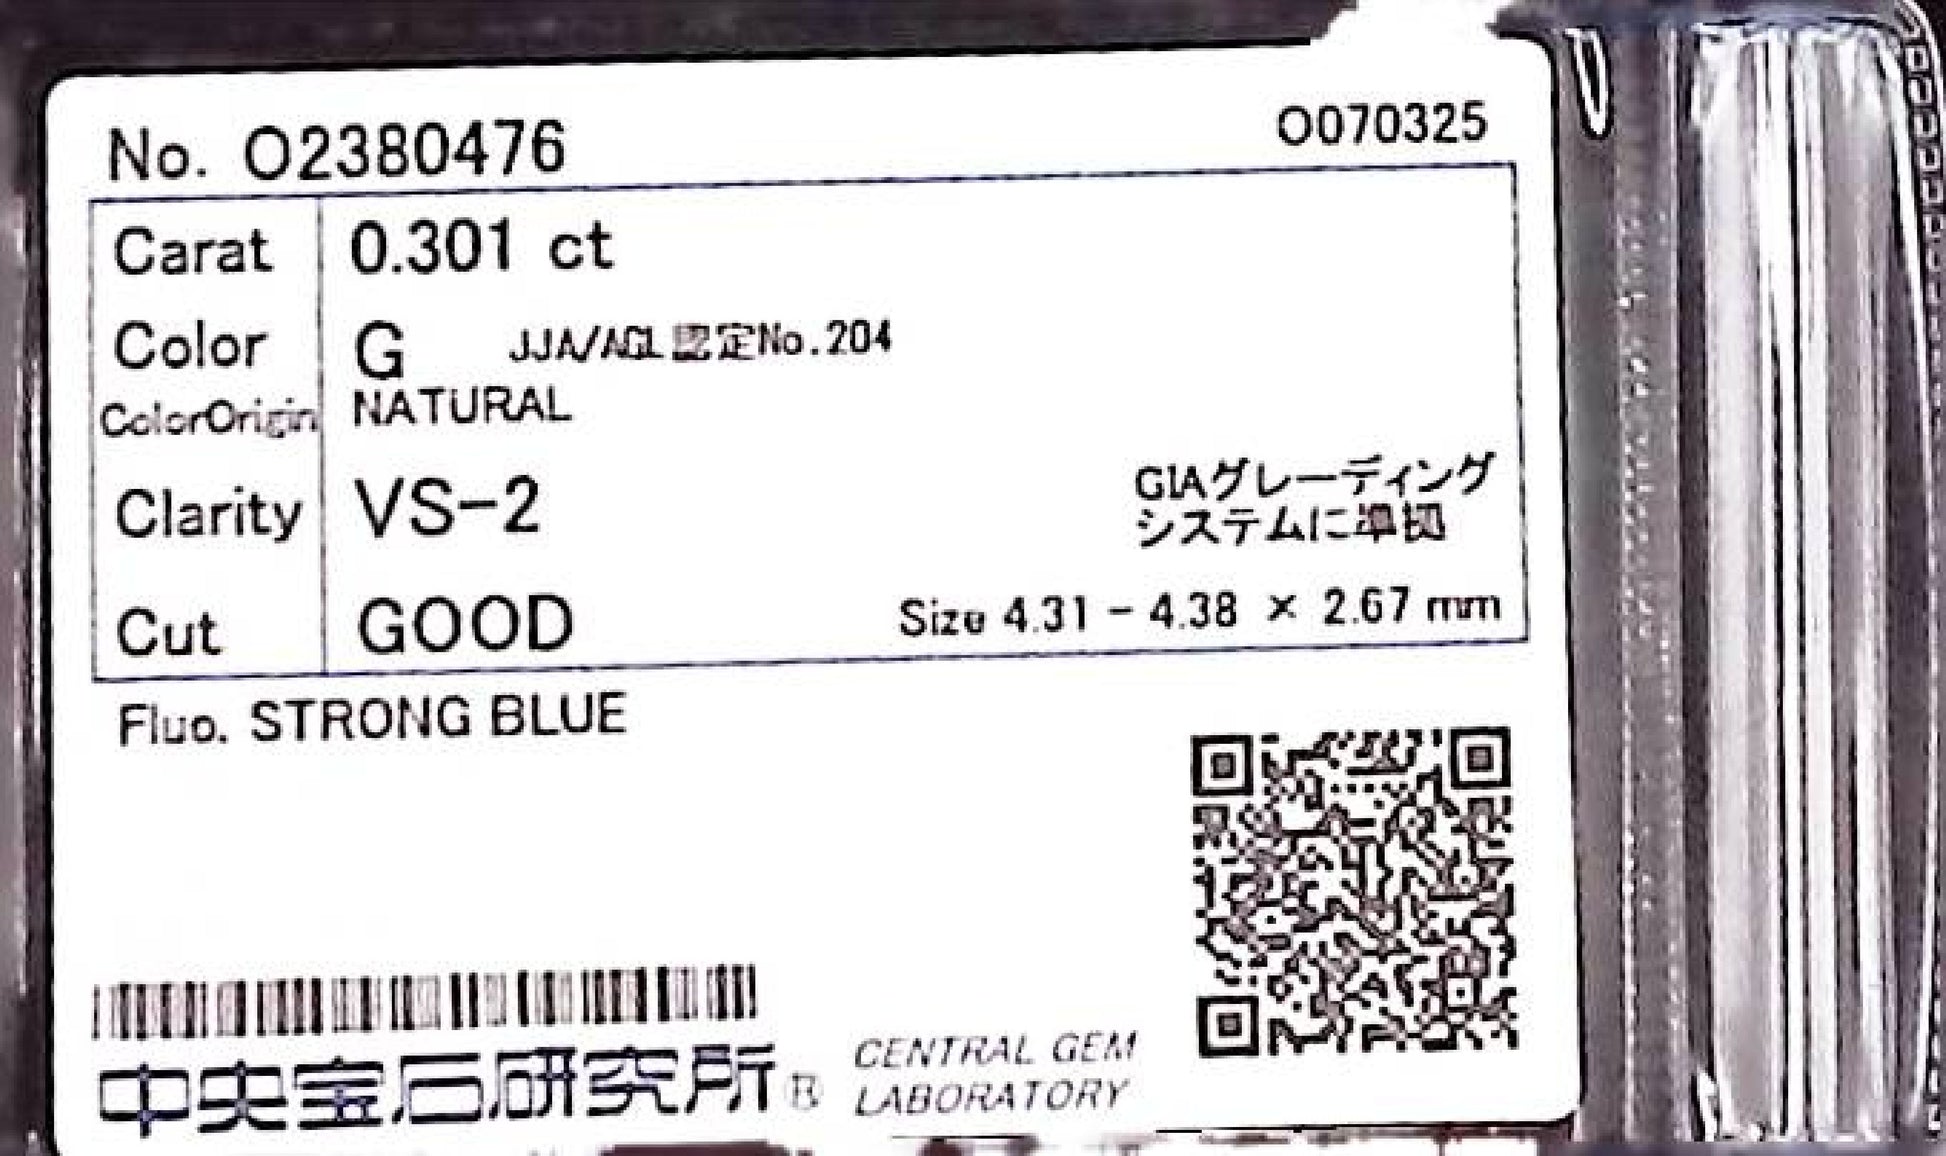 No. O2380476
O070325
Carat 0.301 ct
Color G JJA/AGL認定No.204
ColorOrigin NATURAL
Clarity VS-2
GIAグレーディング
システムに準拠
Cut GOOD Size 4.31 - 4.38 × 2.67 mm
Fluo. STRONG BLUE
中央宝石研究所®
CENTRAL GEM
LABORATORY